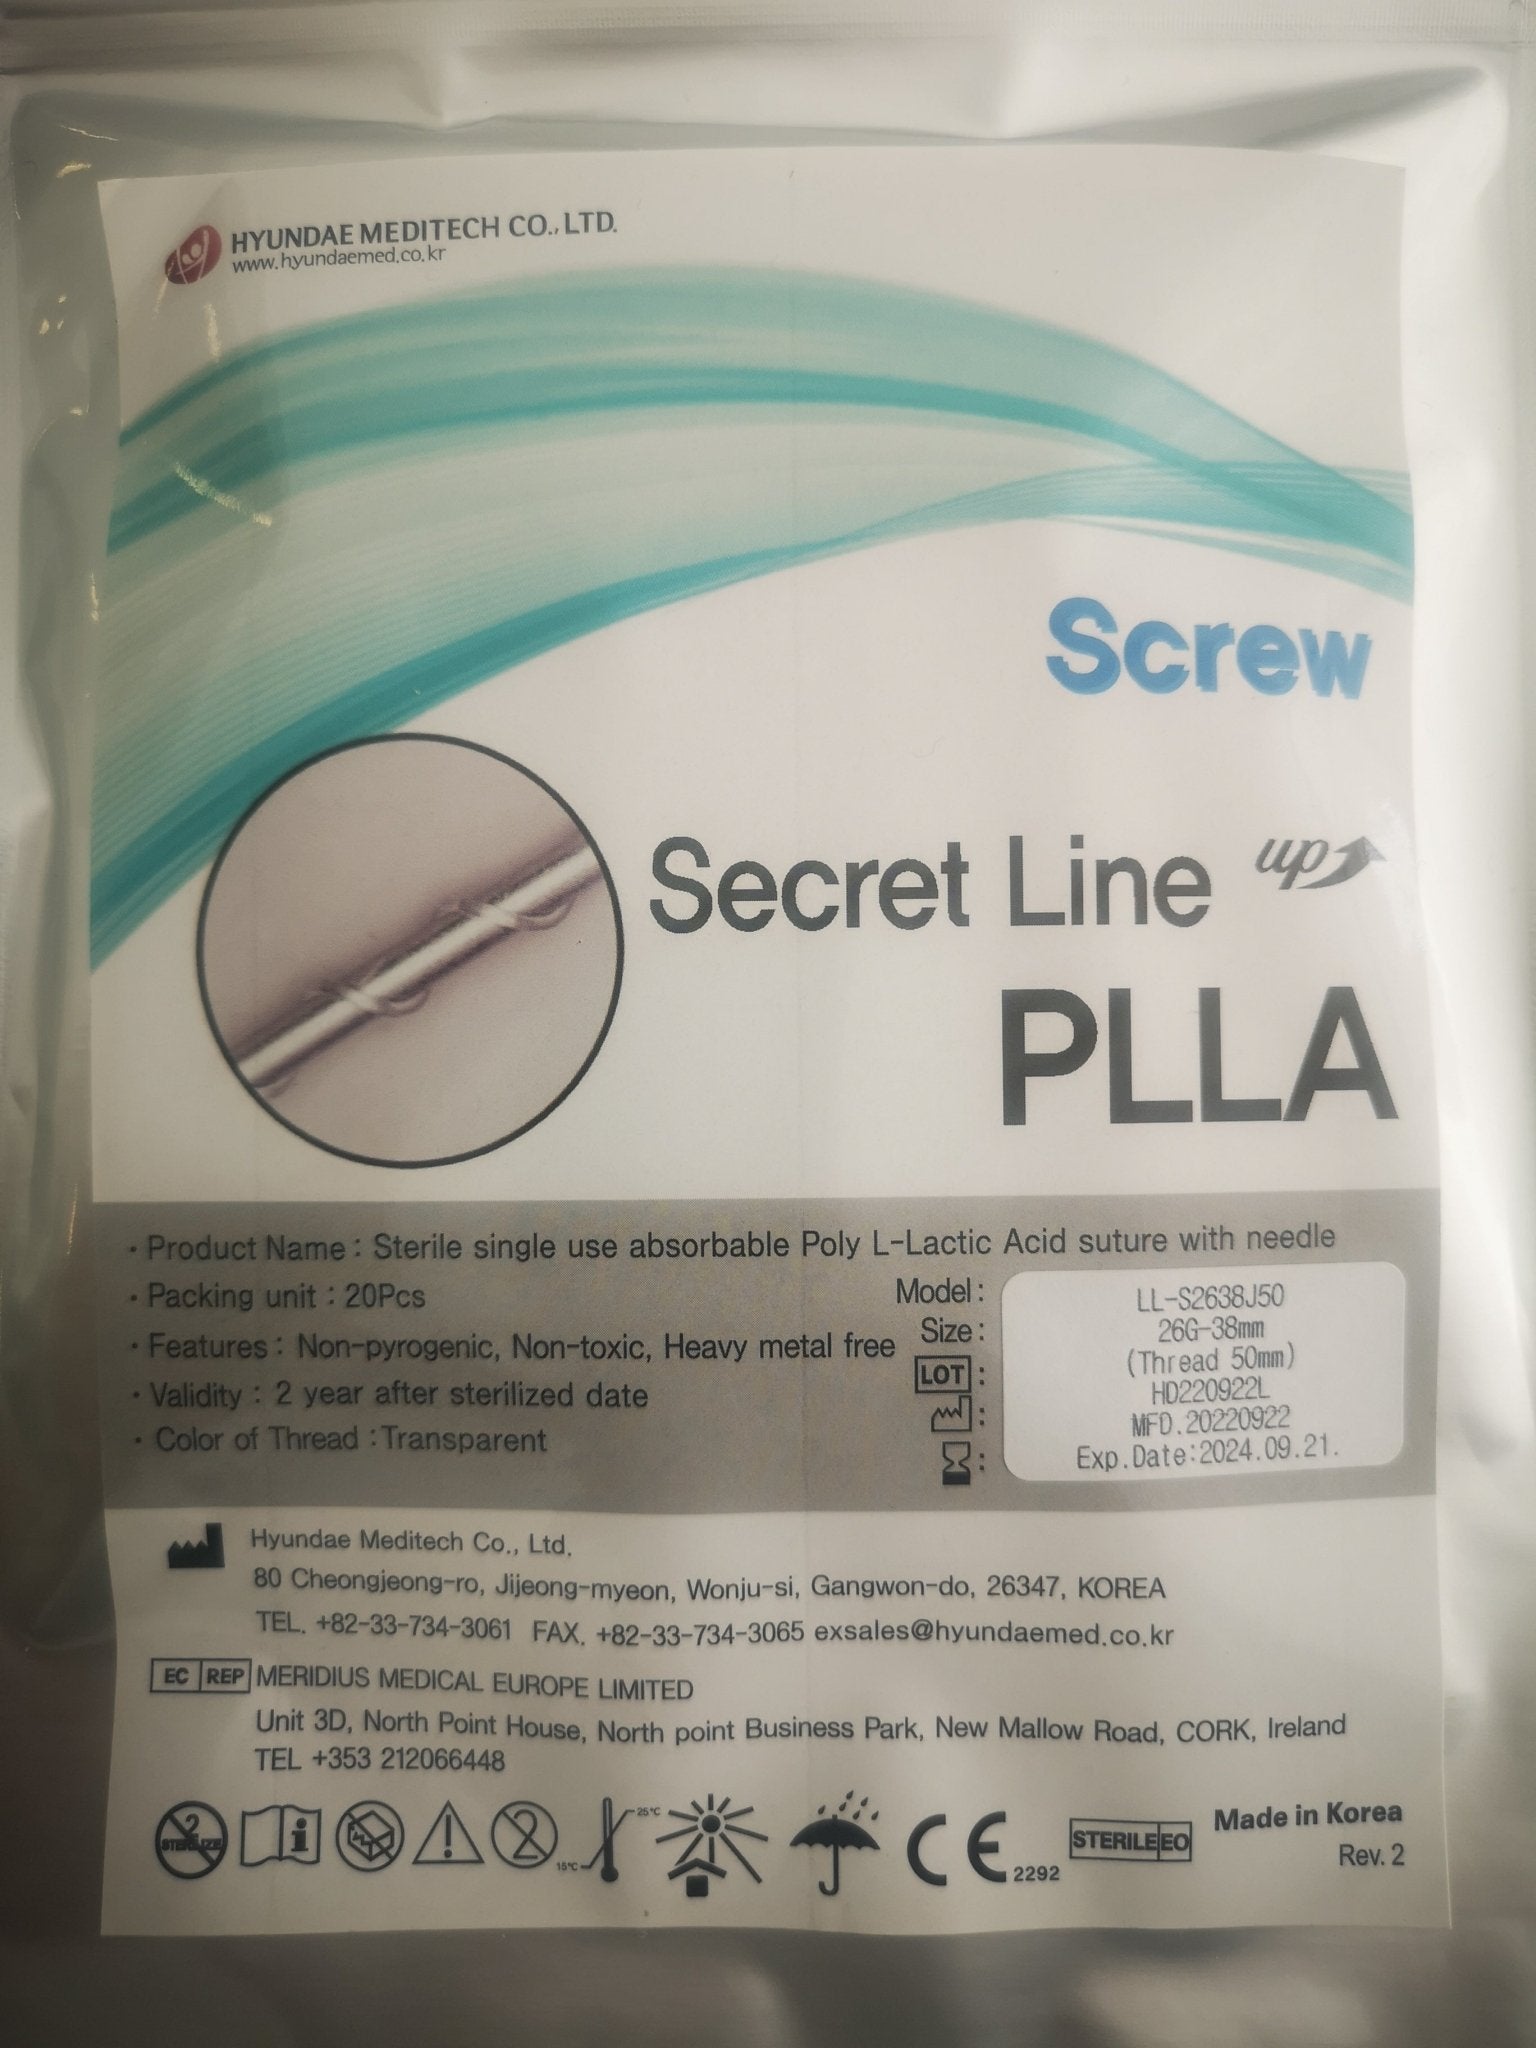 HYUNDAE MEDITECH CO., LTD.
www.hyundaemed.co.kr
Screw
Secret Line up
PLLA
· Product Name : Sterile single use absorbable Poly L-Lactic Acid suture with needle
· Packing unit : 20Pcs
· Features : Non-pyrogenic, Non-toxic, Heavy metal free
· Validity : 2 year after sterilized date
· Color of Thread : Transparent
Model : LL-S2638J50
Size : 26G-38mm
(Thread 50mm)
LOT : HD220922L
: MFD.20220922
: Exp.Date:2024.09.21.
Hyundae Meditech Co., Ltd.
80 Cheongjeong-ro, Jijeong-myeon, Wonju-si, Gangwon-do, 26347, KOREA
TEL. +82-33-734-3061 FAX. +82-33-734-3065 exsales@hyundaemed.co.kr
EC REP MERIDIUS MEDICAL EUROPE LIMITED
Unit 3D, North Point House, North point Business Park, New Mallow Road, CORK, Ireland
TEL +353 212066448
2 STERILIZE i ! 2 15℃ 25℃ CE 2292 STERILE EO Made in Korea
Rev. 2